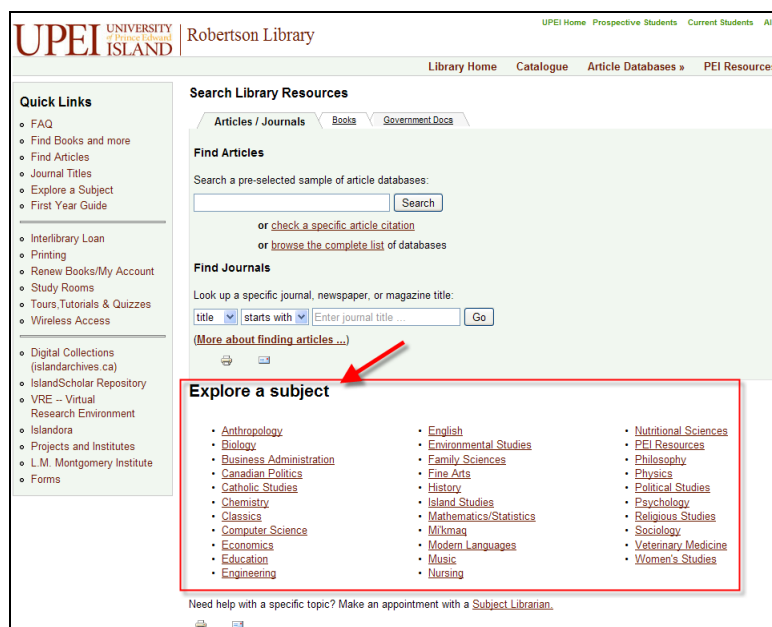 UPEI UNIVERSITY of Prince Edward ISLAND
Robertson Library
UPEI Home Prospective Students Current Students
Library Home Catalogue Article Databases » PEI Resources
Quick Links
FAQ
Find Books and more
Find Articles
Journal Titles
Explore a Subject
First Year Guide
Interlibrary Loan
Printing
Renew Books/My Account
Study Rooms
Tours,Tutorials & Quizzes
Wireless Access
Digital Collections
(islandarchives.ca)
IslandScholar Repository
VRE -- Virtual
Research Environment
Islandora
Projects and Institutes
L.M. Montgomery Institute
Forms
Search Library Resources
Articles / Journals Books Government Docs
Find Articles
Search a pre-selected sample of article databases:
Search
or check a specific article citation
or browse the complete list of databases
Find Journals
Look up a specific journal, newspaper, or magazine title:
title starts with Enter journal title ... Go
(More about finding articles ...)
Explore a subject
Anthropology
Biology
Business Administration
Canadian Politics
Catholic Studies
Chemistry
Classics
Computer Science
Economics
Education
Engineering
English
Environmental Studies
Family Sciences
Fine Arts
History
Island Studies
Mathematics/Statistics
Mi'kmaq
Modern Languages
Music
Nursing
Nutritional Sciences
PEI Resources
Philosophy
Physics
Political Studies
Psychology
Religious Studies
Sociology
Veterinary Medicine
Women's Studies
Need help with a specific topic? Make an appointment with a Subject Librarian.